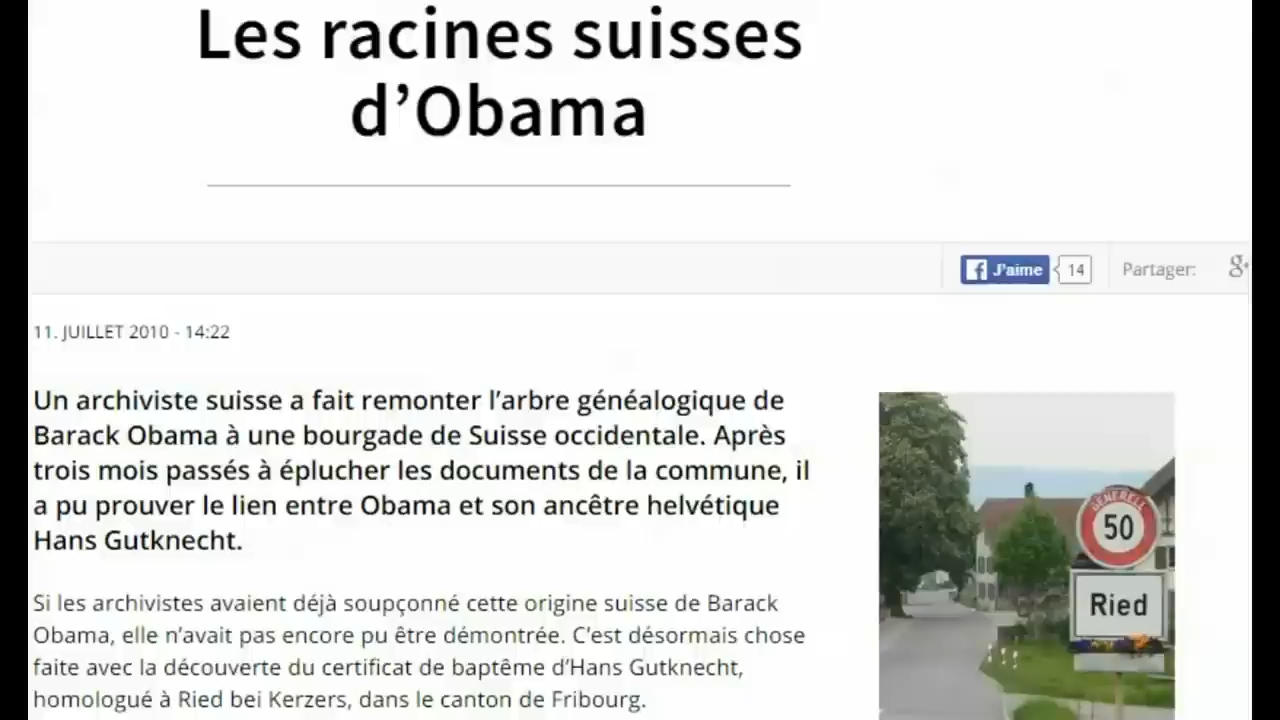 Les racines suisses
d’Obama
J'aime
14
Partager:
g+
11. JUILLET 2010 - 14:22
Un archiviste suisse a fait remonter l’arbre généalogique de
Barack Obama à une bourgade de Suisse occidentale. Après
trois mois passés à éplucher les documents de la commune, il
a pu prouver le lien entre Obama et son ancêtre helvétique
Hans Gutknecht.
Si les archivistes avaient déjà soupçonné cette origine suisse de Barack
Obama, elle n’avait pas encore pu être démontrée. C’est désormais chose
faite avec la découverte du certificat de baptême d’Hans Gutknecht,
homologué à Ried bei Kerzers, dans le canton de Fribourg.
GENERELL
50
Ried